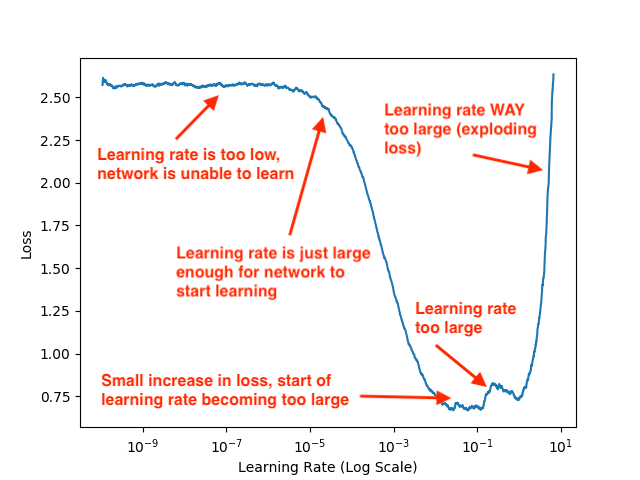 2.50
2.25
2.00
1.75
1.50
1.25
1.00
0.75
Loss
Learning rate WAY
too large (exploding
loss)
Learning rate is too low,
network is unable to learn
Learning rate is just large
enough for network to
start learning
Learning rate
too large
Small increase in loss, start of
learning rate becoming too large
10⁻⁹ 10⁻⁷ 10⁻⁵ 10⁻³ 10⁻¹ 10¹
Learning Rate (Log Scale)